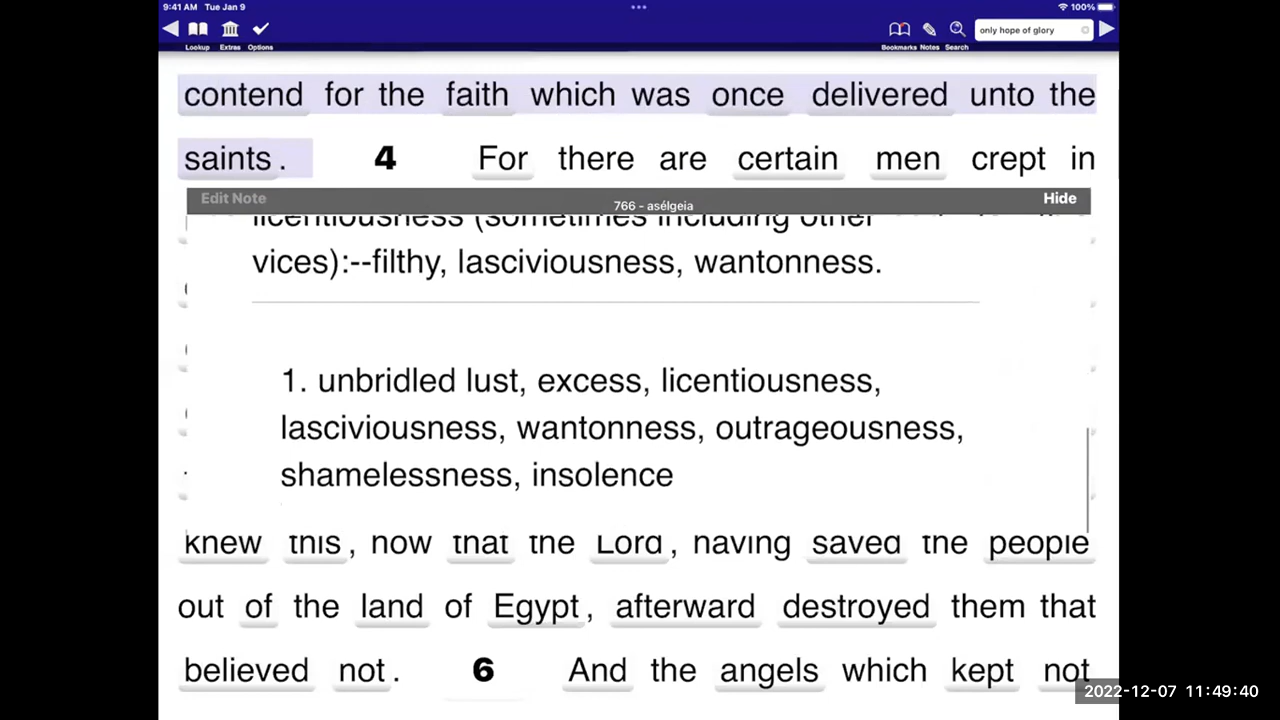 9:41 AM Tue Jan 9
100%
Lookup Extras Options
Bookmarks Notes Search
only hope of glory
contend for the faith which was once delivered unto the
saints. 4 For there are certain men crept in
Edit Note
766 - asélgeia
Hide
licentiousness (sometimes including other
vices):--filthy, lasciviousness, wantonness.
1. unbridled lust, excess, licentiousness,
lasciviousness, wantonness, outrageousness,
shamelessness, insolence
knew this, now that the Lord, having saved the people
out of the land of Egypt, afterward destroyed them that
believed not. 6 And the angels which kept not
2022-12-07 11:49:40